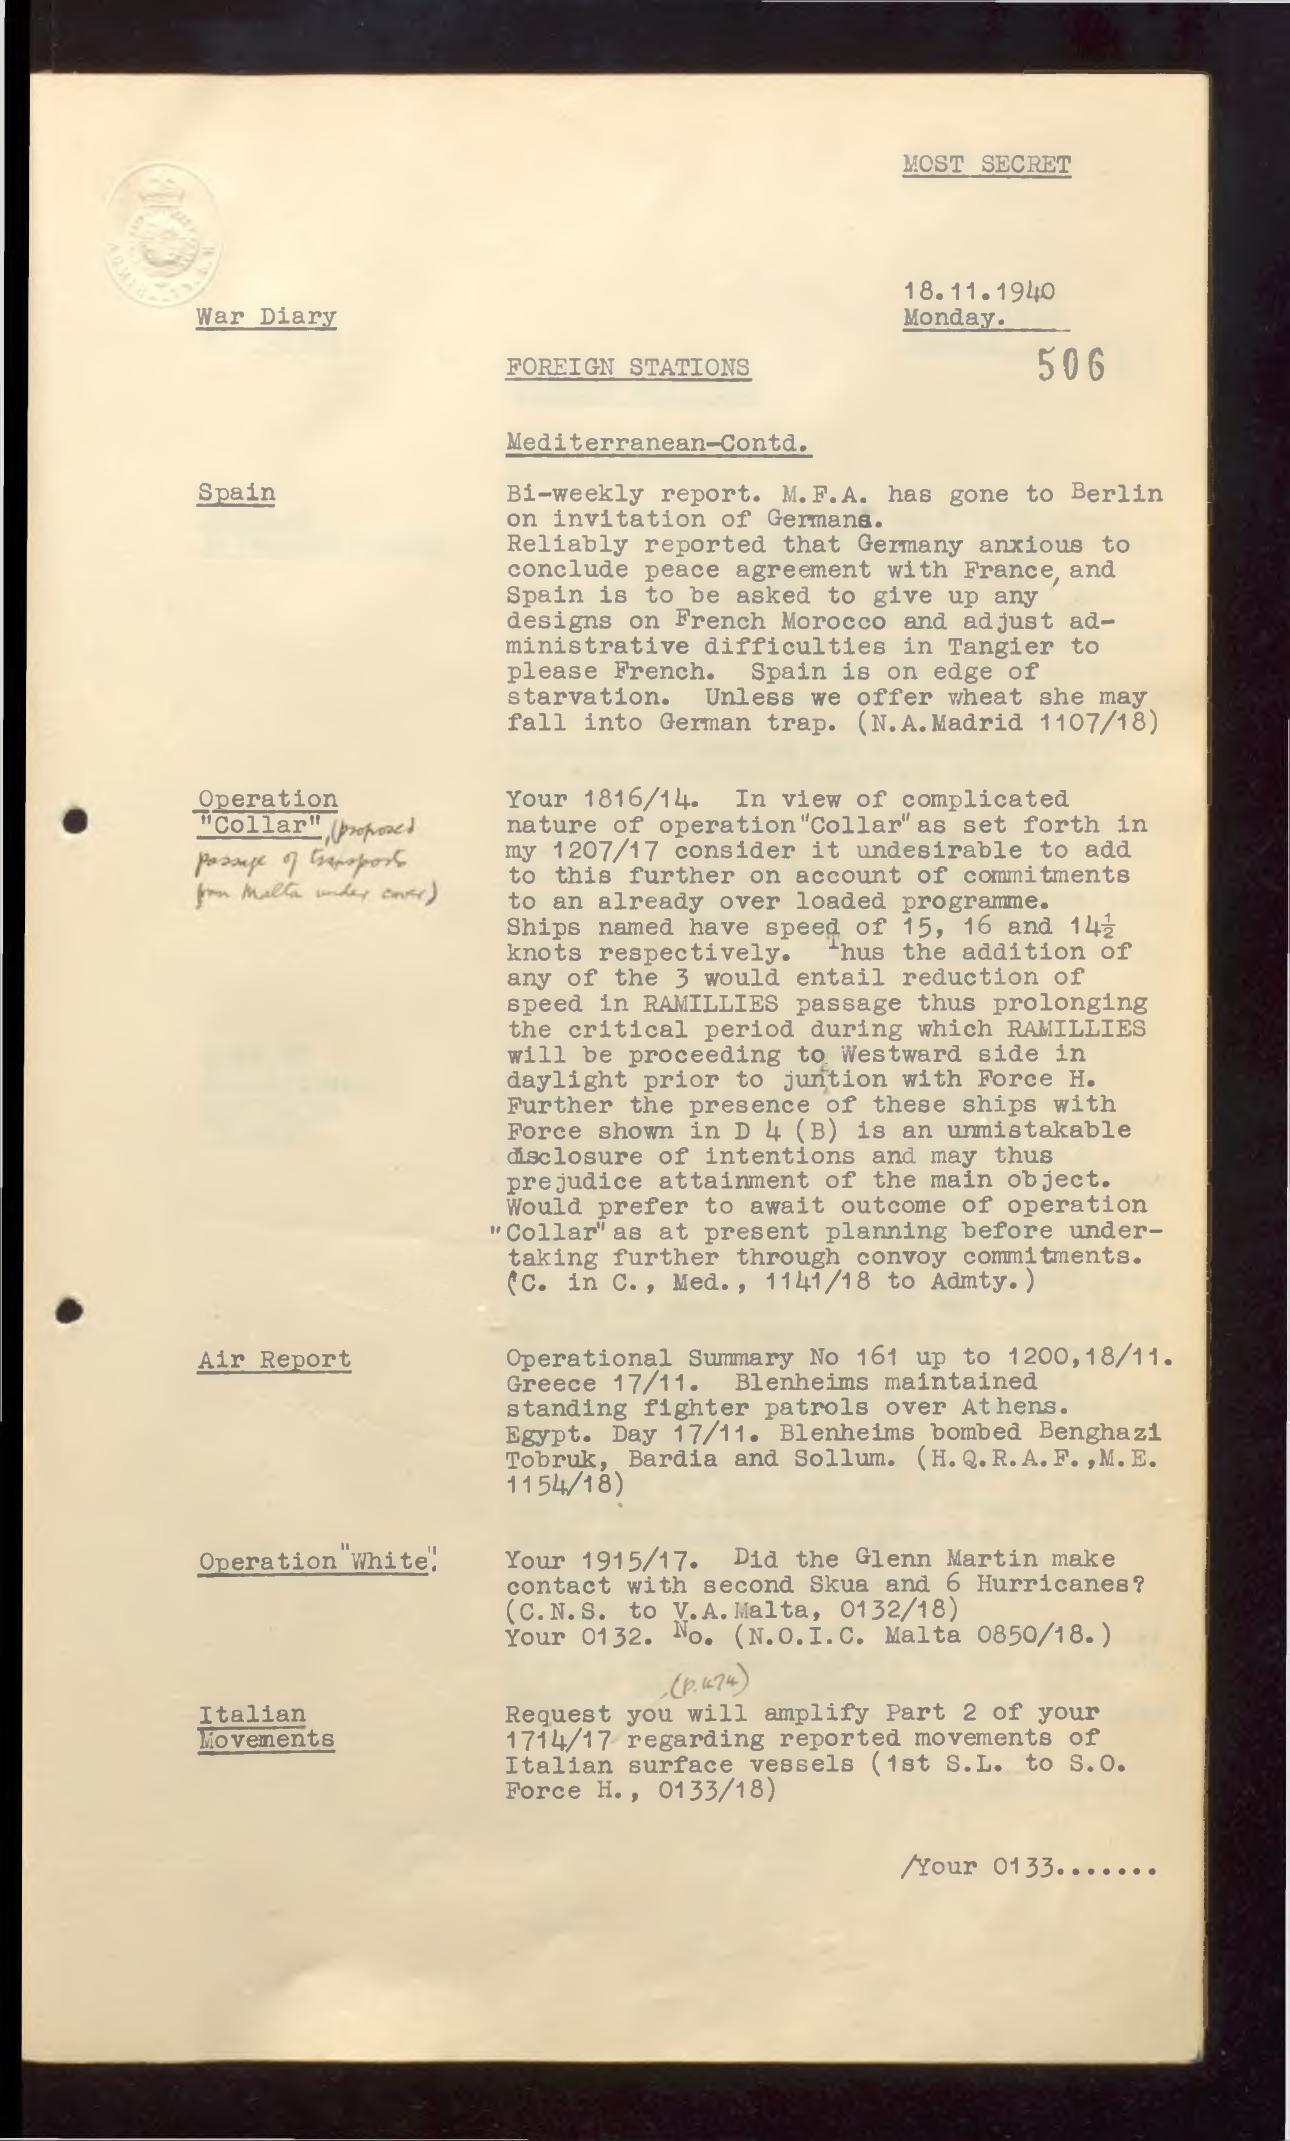 MOST SECRET
18.11.1940
War Diary
Monday.
506
FOREIGN STATIONS
Mediterranean-Contd.
Spain
Bi-weekly report. M.F.A. has gone to Berlin
on invitation of Germans.
Reliably reported that Germany anxious to
conclude peace agreement with France, and
Spain is to be asked to give up any
designs on French Morocco and adjust ad-
ministrative difficulties in Tangier to
please French. Spain is on edge of
starvation. Unless we offer wheat she may
fall into German trap. (N.A.Madrid 1107/18)
Operation
"Collar", (proposed
passage of transports
from Malta under cover)
Your 1816/14. In view of complicated
nature of operation "Collar" as set forth in
my 1207/17 consider it undesirable to add
to this further on account of commitments
to an already over loaded programme.
Ships named have speed of 15, 16 and 14½
knots respectively. Thus the addition of
any of the 3 would entail reduction of
speed in RAMILLIES passage thus prolonging
the critical period during which RAMILLIES
will be proceeding to Westward side in
daylight prior to junction with Force H.
Further the presence of these ships with
Force shown in D 4 (B) is an unmistakable
disclosure of intentions and may thus
prejudice attainment of the main object.
Would prefer to await outcome of operation
"Collar" as at present planning before under-
taking further through convoy commitments.
(C. in C., Med., 1141/18 to Admty.)
Air Report
Operational Summary No 161 up to 1200,18/11.
Greece 17/11. Blenheims maintained
standing fighter patrols over Athens.
Egypt. Day 17/11. Blenheims bombed Benghazi
Tobruk, Bardia and Sollum. (H.Q.R.A.F.,M.E.
1154/18)
Operation "White".
Your 1915/17. Did the Glenn Martin make
contact with second Skua and 6 Hurricanes?
(C.N.S. to V.A.Malta, 0132/18)
Your 0132. No. (N.O.I.C. Malta 0850/18.)
(p.474)
Italian
Movements
Request you will amplify Part 2 of your
1714/17 regarding reported movements of
Italian surface vessels (1st S.L. to S.O.
Force H., 0133/18)
/Your 0133.......